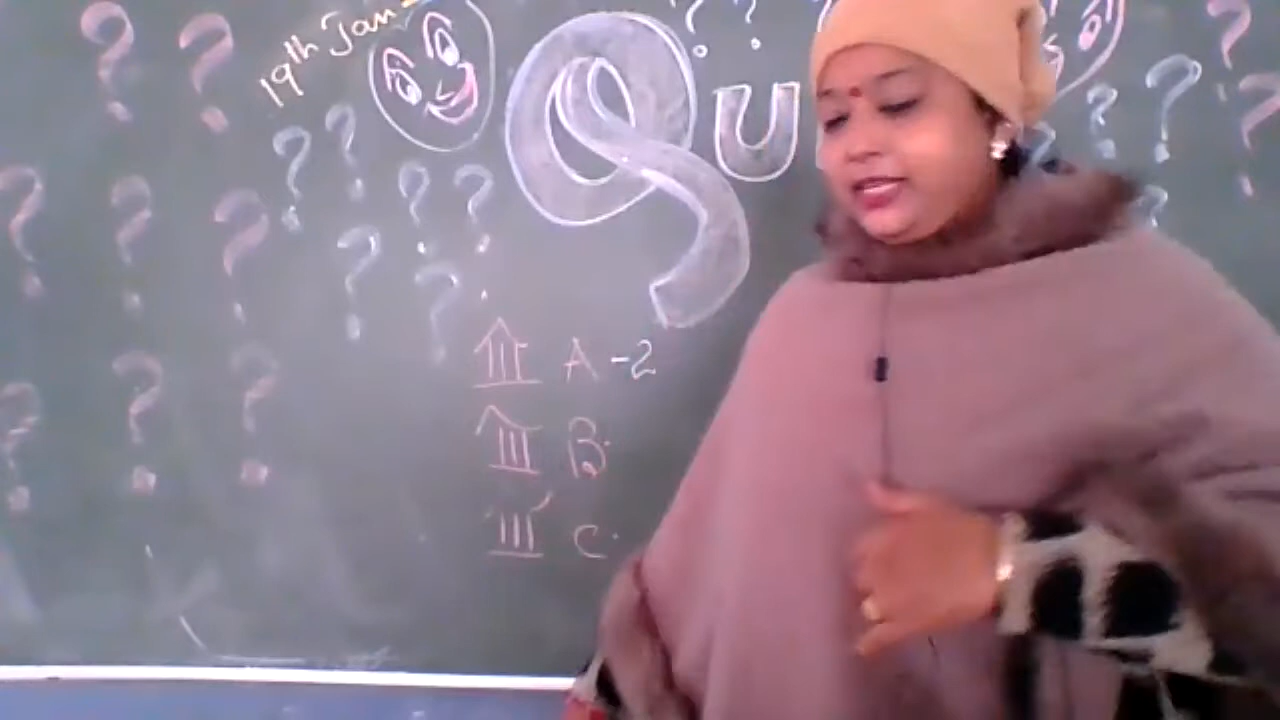 19th Jan
Qu
? ? ? ? ? ? ? ? ? ? ? ? ? ? ? ? ? ? ? ? ? ? ? ?
III A - 2
III B.
III C.